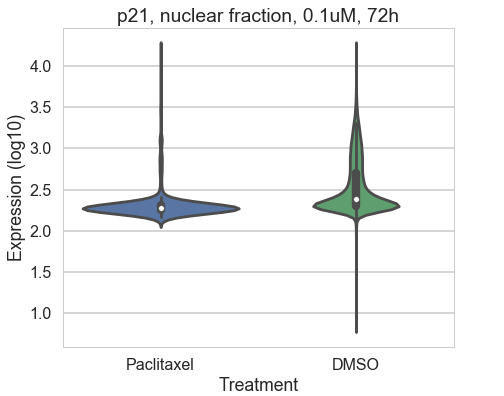 p21, nuclear fraction, 0.1uM, 72h
Expression (log10)
4.0
3.5
3.0
2.5
2.0
1.5
1.0
Paclitaxel DMSO
Treatment